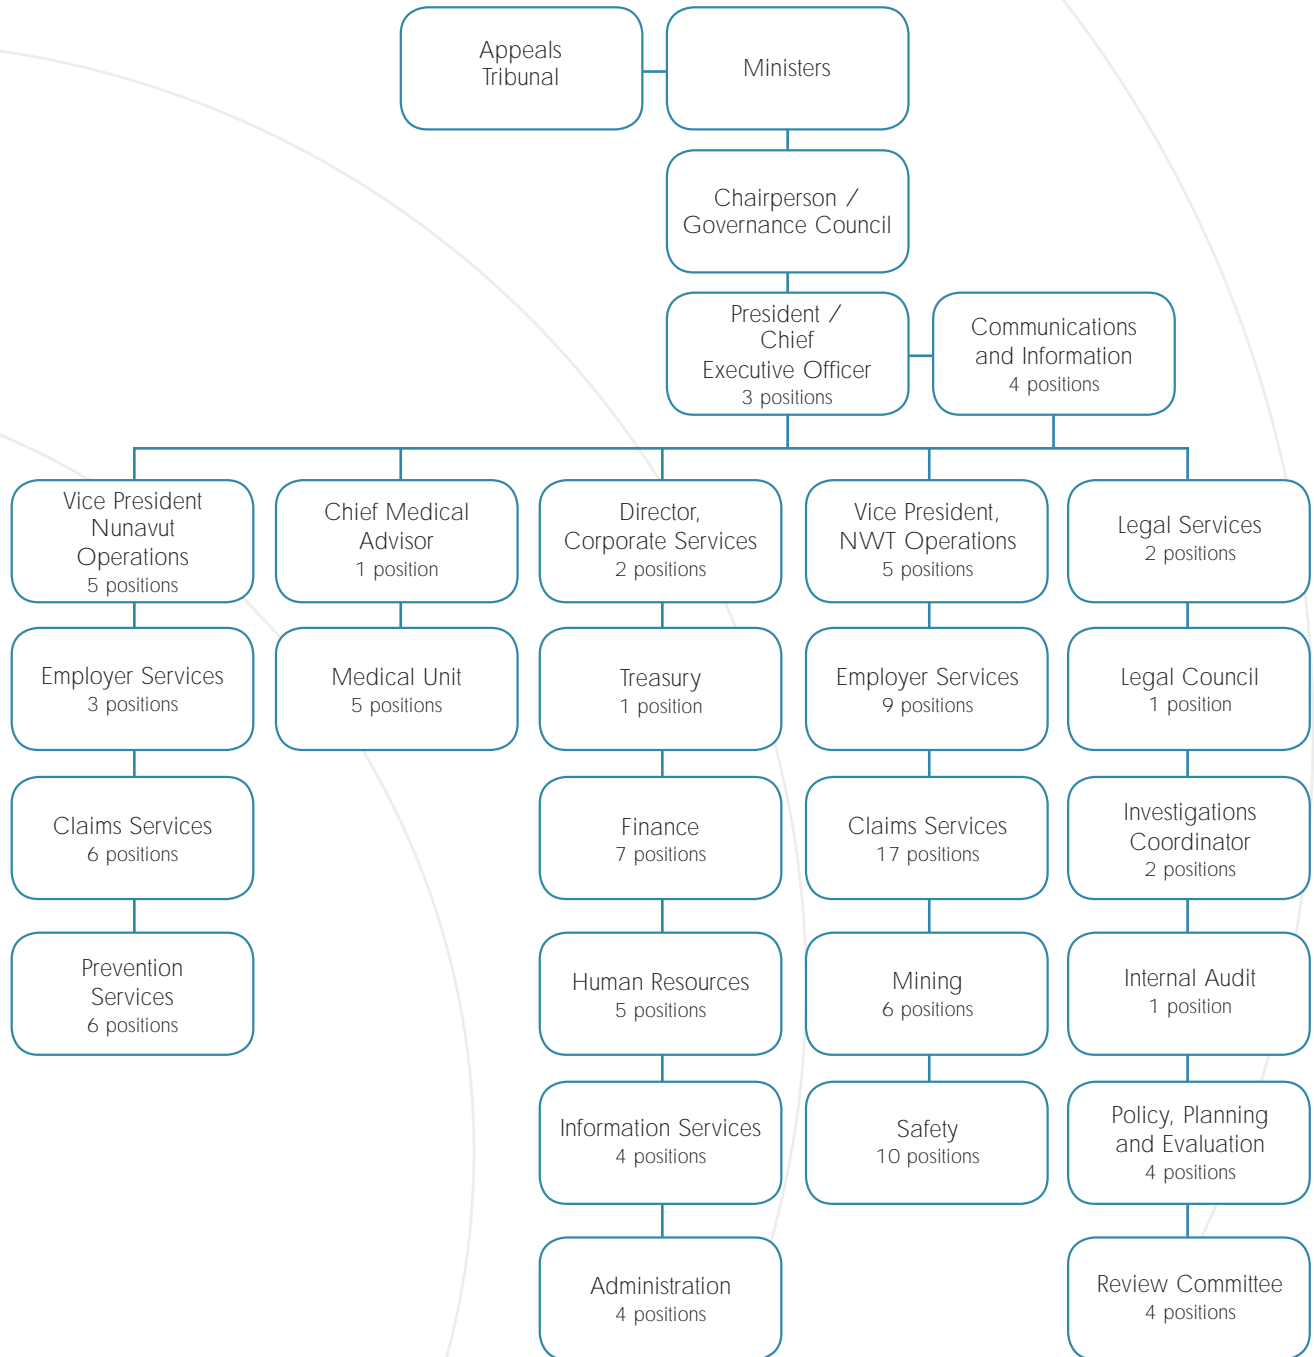 Appeals
Tribunal
Ministers
Chairperson /
Governance Council
President /
Chief
Executive Officer
3 positions
Communications
and Information
4 positions
Vice President
Nunavut
Operations
5 positions
Chief Medical
Advisor
1 position
Director,
Corporate Services
2 positions
Vice President,
NWT Operations
5 positions
Legal Services
2 positions
Employer Services
3 positions
Medical Unit
5 positions
Treasury
1 position
Employer Services
9 positions
Legal Council
1 position
Claims Services
6 positions
Finance
7 positions
Claims Services
17 positions
Investigations
Coordinator
2 positions
Prevention
Services
6 positions
Human Resources
5 positions
Mining
6 positions
Internal Audit
1 position
Information Services
4 positions
Safety
10 positions
Policy, Planning
and Evaluation
4 positions
Administration
4 positions
Review Committee
4 positions